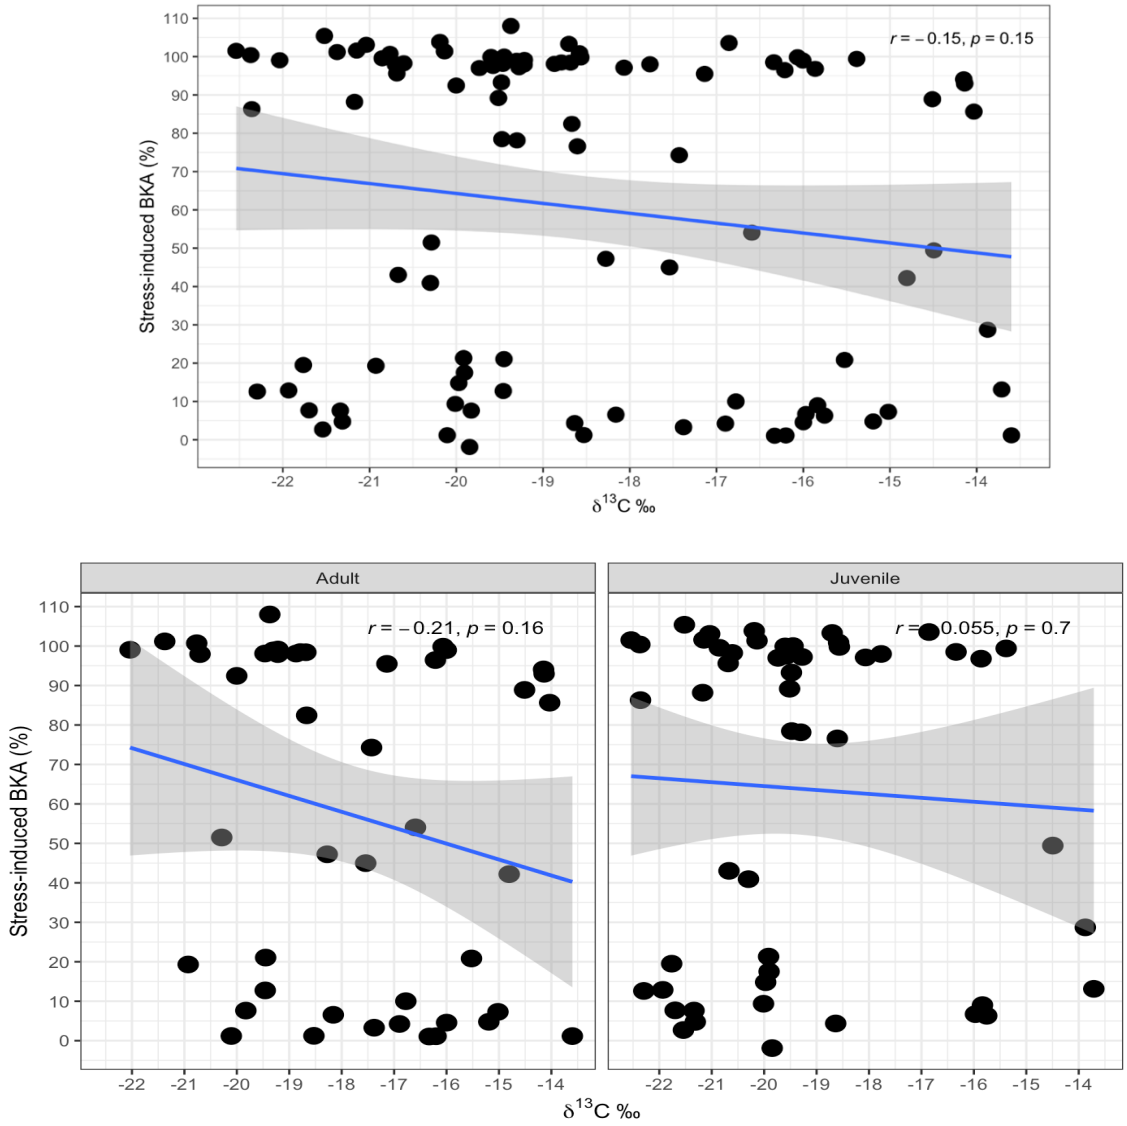 110
100
90
80
70
60
50
40
30
20
10
0
Stress-induced BKA (%)
r = −0.15, p = 0.15
-22 -21 -20 -19 -18 -17 -16 -15 -14
δ¹³C ‰
Adult Juvenile
110
100
90
80
70
60
50
40
30
20
10
0
Stress-induced BKA (%)
r = −0.21, p = 0.16
r = 0.055, p = 0.7
-22 -21 -20 -19 -18 -17 -16 -15 -14 -22 -21 -20 -19 -18 -17 -16 -15 -14
δ¹³C ‰